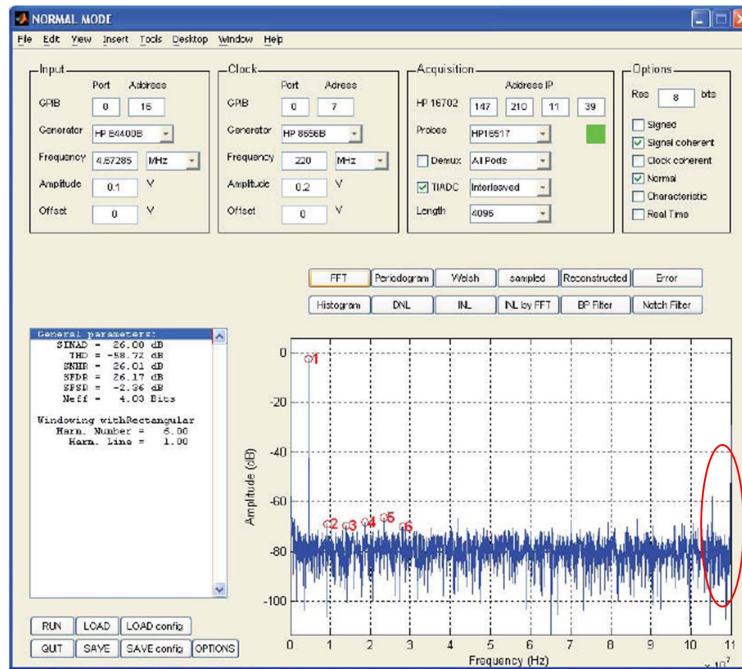 NORMAL MODE
File Edit View Insert Tools Desktop Window Help
Input
Port Address
GPIB 0 16
Generator HP E4400B
Frequency 4,67285 MHz
Amplitude 0.1 V
Offset 0 V
Clock
Port Adress
GPIB 0 7
Generator HP 8656B
Frequency 220 MHz
Amplitude 0.2 V
Offset 0 V
Acquisition
Address IP
HP 16702 147 210 11 39
Probes HP16517
Demux All Pods
TIADC Interleaved
Length 4096
Options
Res 8 bits
Signed
Signal coherent
Clock coherent
Normal
Characteristic
Real Time
FFT Periodogram Welsh sampled Reconstructed Error
Histogram DNL INL INL by FFT BP Filter Notch Filter
General parameters:
SINAD = 26.00 dB
THD = -58.72 dB
SNHR = 26.01 dB
SFDR = 26.17 dB
SFSR = -2.36 dB
Neff = 4.03 Bits
Windowing withRectangular
Harn. Number = 6.00
Harn. Line = 1.00
RUN LOAD LOAD config
QUIT SAVE SAVE config OPTIONS
Amplitude (dB)
0
-20
-40
-60
-80
-100
1
2 3 4 5 6
0 1 2 3 4 5 6 7 8 9 10 11
x 10^7
Frequency (Hz)